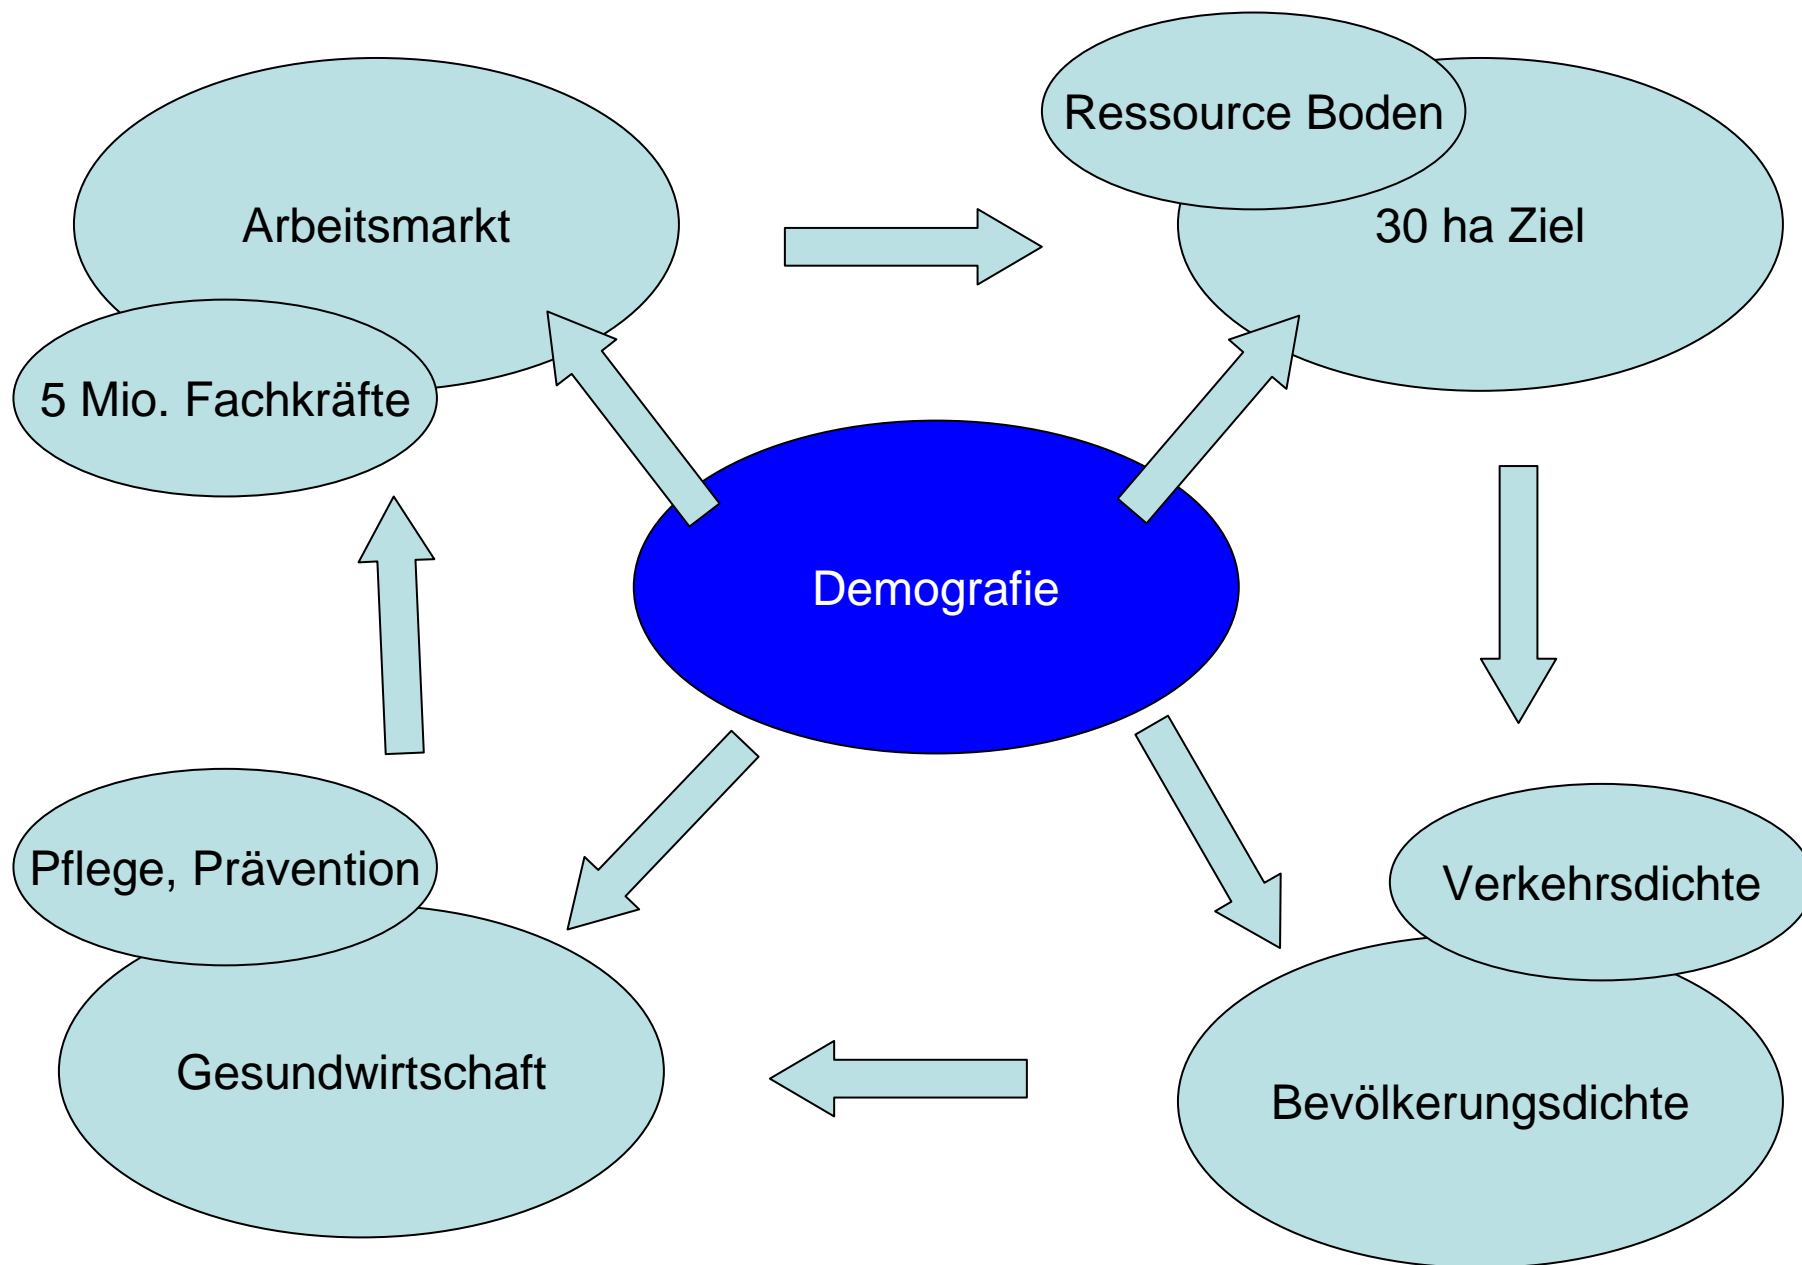 Ressource Boden
Arbeitsmarkt
30 ha Ziel
5 Mio. Fachkräfte
Demografie
Pflege, Prävention
Verkehrsdichte
Gesundwirtschaft
Bevölkerungsdichte